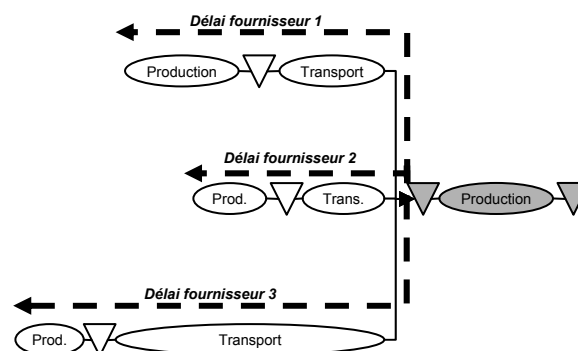 Délai fournisseur 1
Production
Transport
Délai fournisseur 2
Prod.
Trans.
Production
Délai fournisseur 3
Prod.
Transport